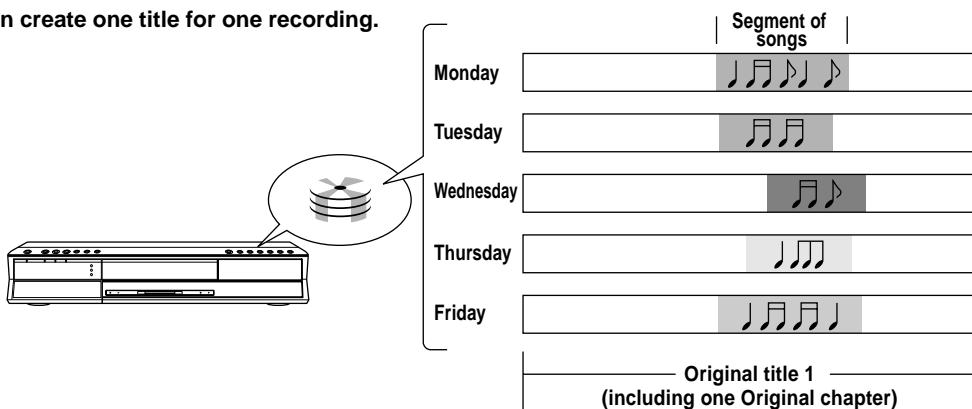 n create one title for one recording.
Segment of
songs
Monday
Tuesday
Wednesday
Thursday
Friday
Original title 1
(including one Original chapter)